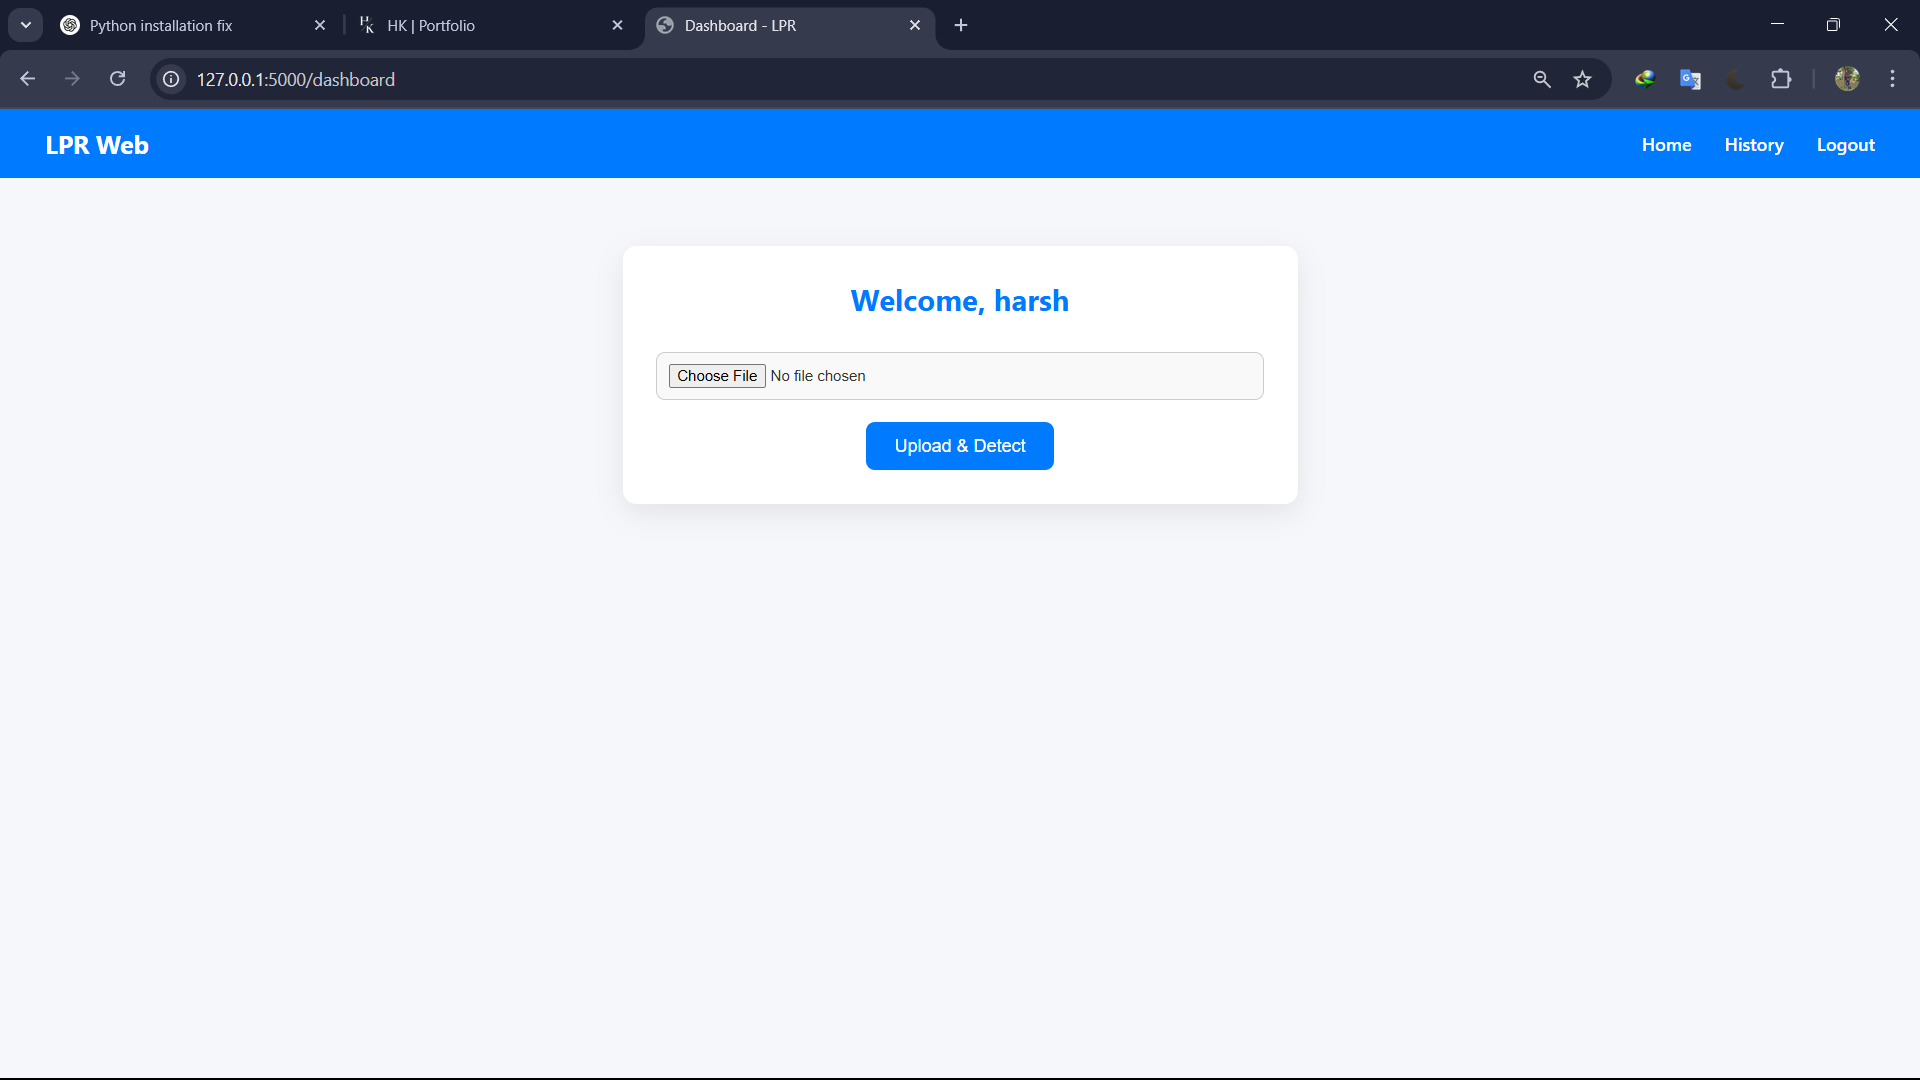 Python installation fix
HK | Portfolio
Dashboard - LPR
127.0.0.1:5000/dashboard
LPR Web
Home
History
Logout
Welcome, harsh
Choose File
No file chosen
Upload & Detect